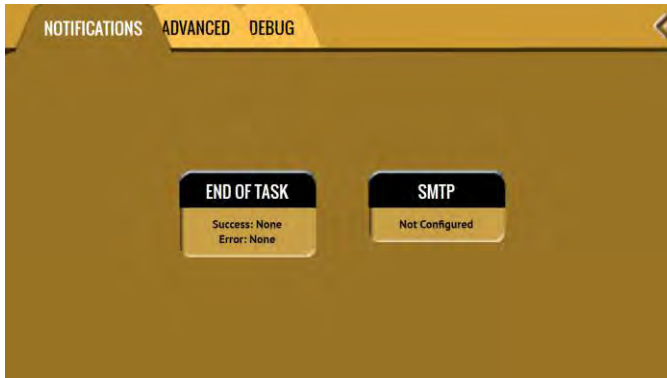 NOTIFICATIONS ADVANCED DEBUG
END OF TASK
Success: None
Error: None
SMTP
Not Configured